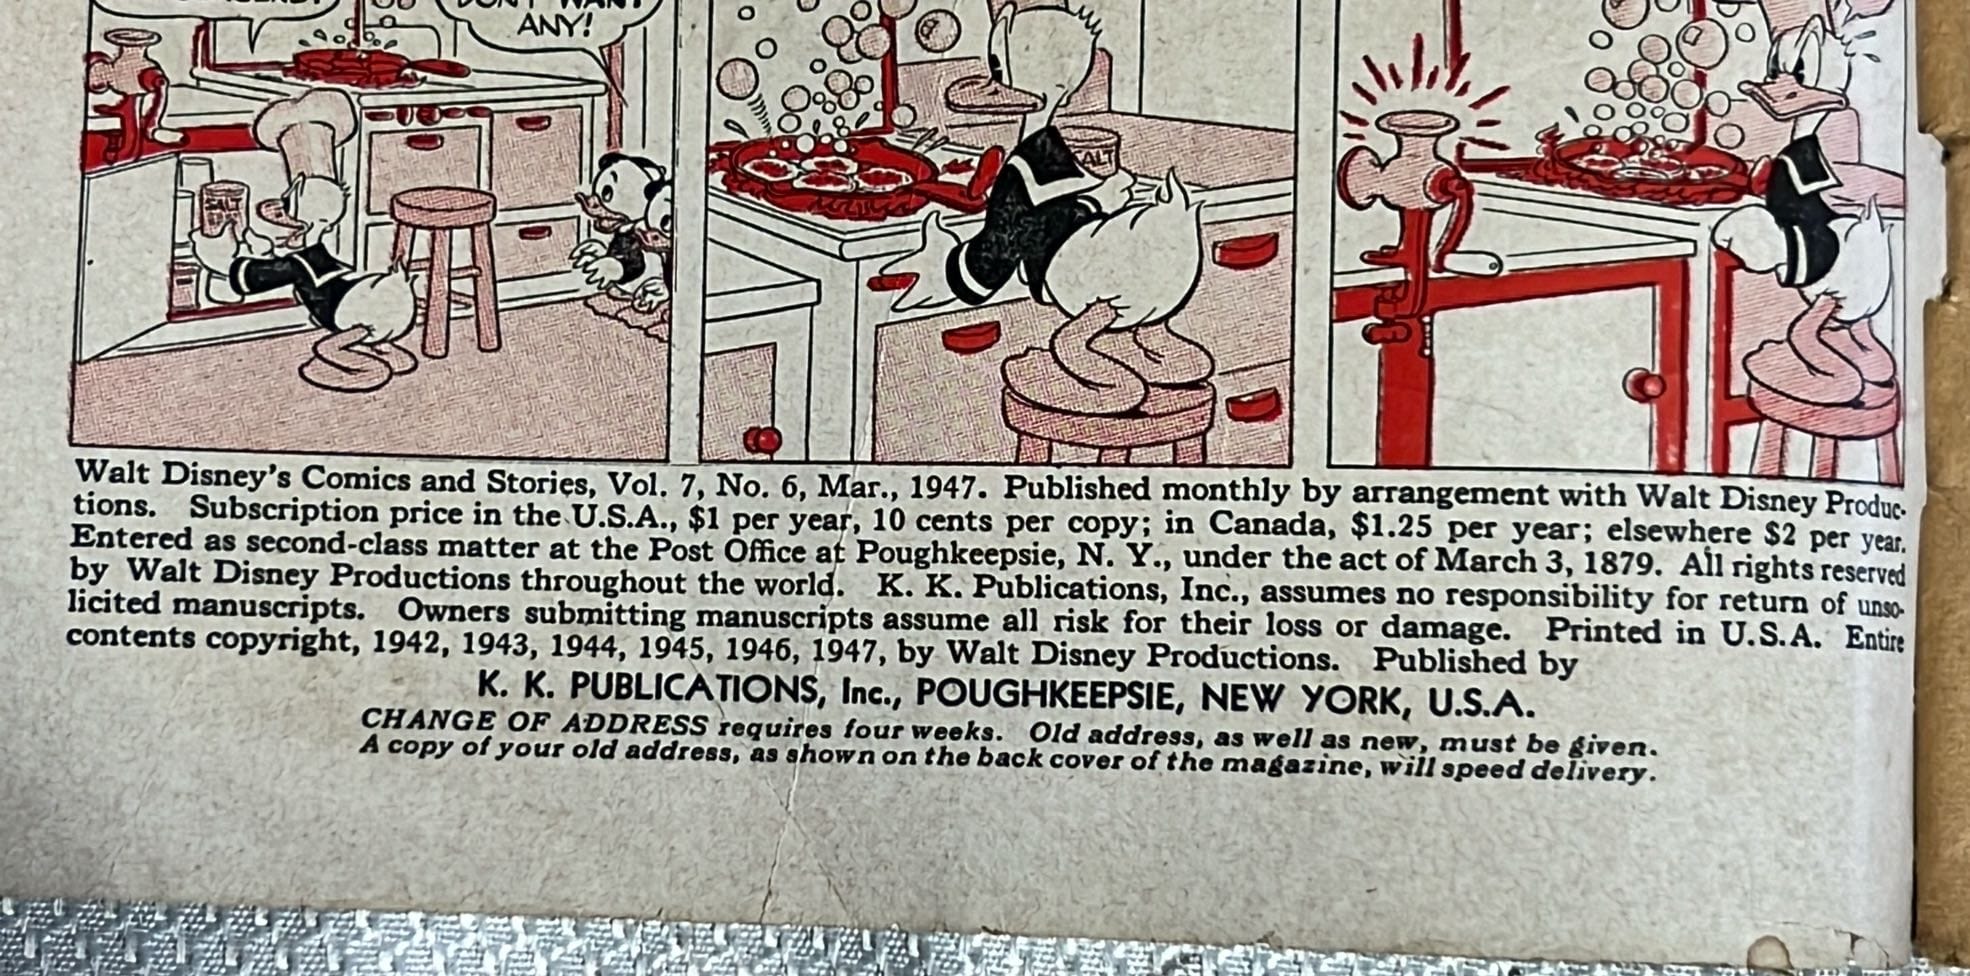 ANY!
SALT
ALT
Walt Disney's Comics and Stories, Vol. 7, No. 6, Mar., 1947. Published monthly by arrangement with Walt Disney Produc-
tions. Subscription price in the U.S.A., $1 per year, 10 cents per copy; in Canada, $1.25 per year; elsewhere $2 per year.
Entered as second-class matter at the Post Office at Poughkeepsie, N. Y., under the act of March 3, 1879. All rights reserved
by Walt Disney Productions throughout the world. K. K. Publications, Inc., assumes no responsibility for return of unso-
licited manuscripts. Owners submitting manuscripts assume all risk for their loss or damage. Printed in U.S.A. Entire
contents copyright, 1942, 1943, 1944, 1945, 1946, 1947, by Walt Disney Productions. Published by
K. K. PUBLICATIONS, Inc., POUGHKEEPSIE, NEW YORK, U.S.A.
CHANGE OF ADDRESS requires four weeks. Old address, as well as new, must be given.
A copy of your old address, as shown on the back cover of the magazine, will speed delivery.